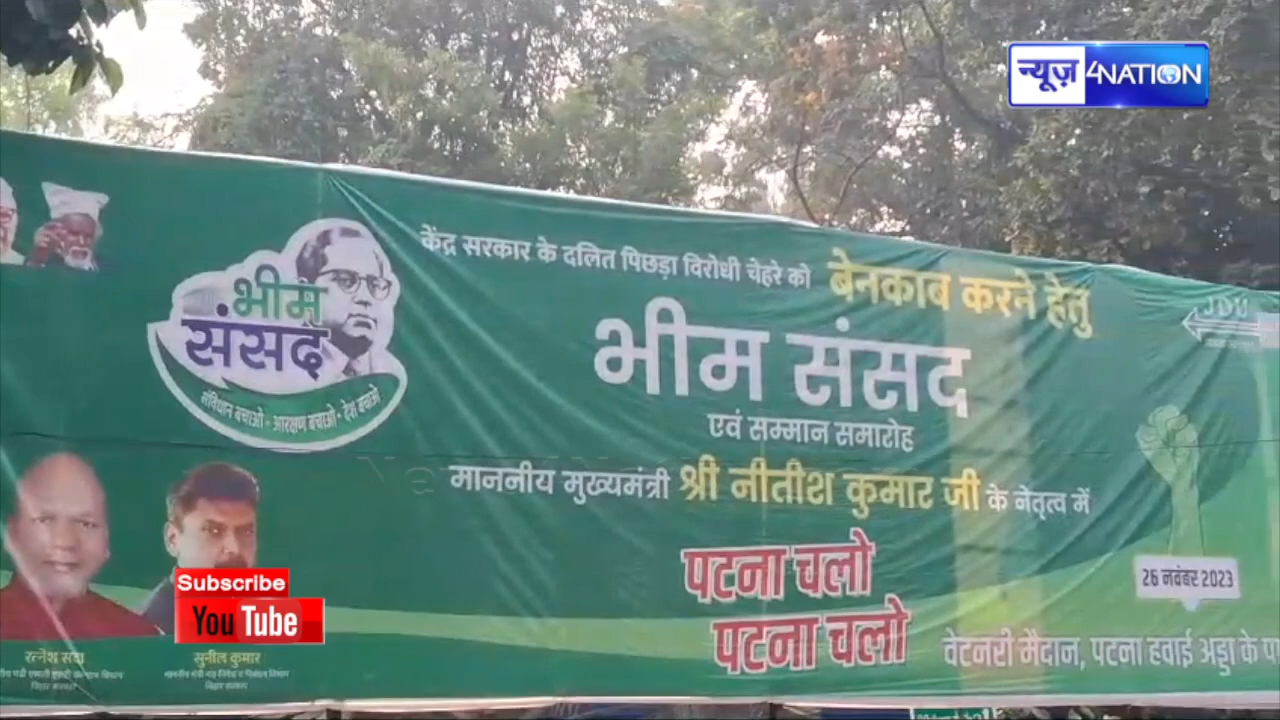 न्यूज़ 4NATION
केंद्र सरकार के दलित पिछड़ा विरोधी चेहरे को बेनकाब करने हेतु
भीम संसद
एवं सम्मान समारोह
माननीय मुख्यमंत्री श्री नीतीश कुमार जी के नेतृत्व में
पटना चलो
पटना चलो
भीम
संसद
संविधान बचाओ - आरक्षण बचाओ - देश बचाओ
JDU
26 नवंबर 2023
वेटनरी मैदान, पटना हवाई अड्डा के
Subscribe
YouTube
रत्नेश सदा
बिहार सरकार
सुनील कुमार
बिहार सरकार